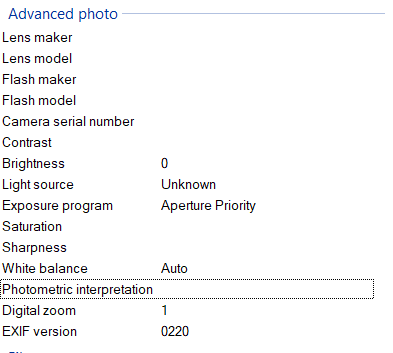 Advanced photo
Lens maker
Lens model
Flash maker
Flash model
Camera serial number
Contrast
Brightness 0
Light source Unknown
Exposure program Aperture Priority
Saturation
Sharpness
White balance Auto
Photometric interpretation
Digital zoom 1
EXIF version 0220